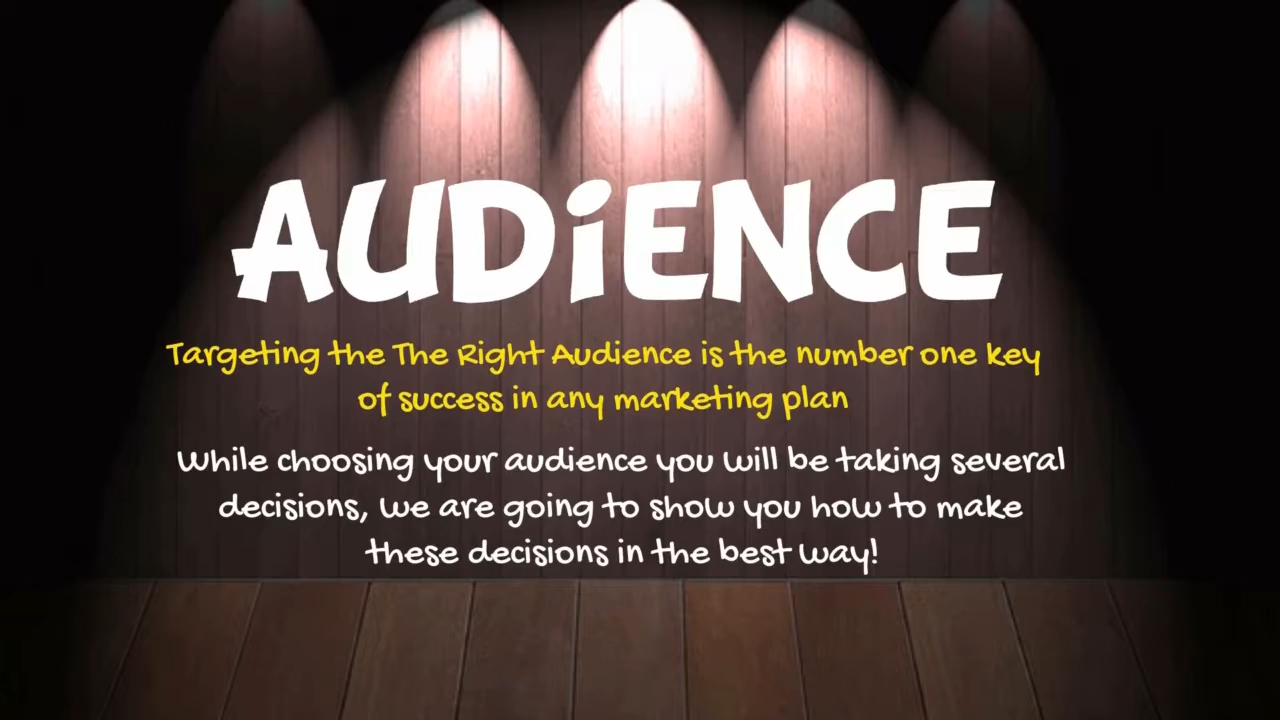 AUDiENCE
Targeting the The Right Audience is the number one key
of success in any marketing plan
While choosing your audience you will be taking several
decisions, we are going to show you how to make
these decisions in the best way!